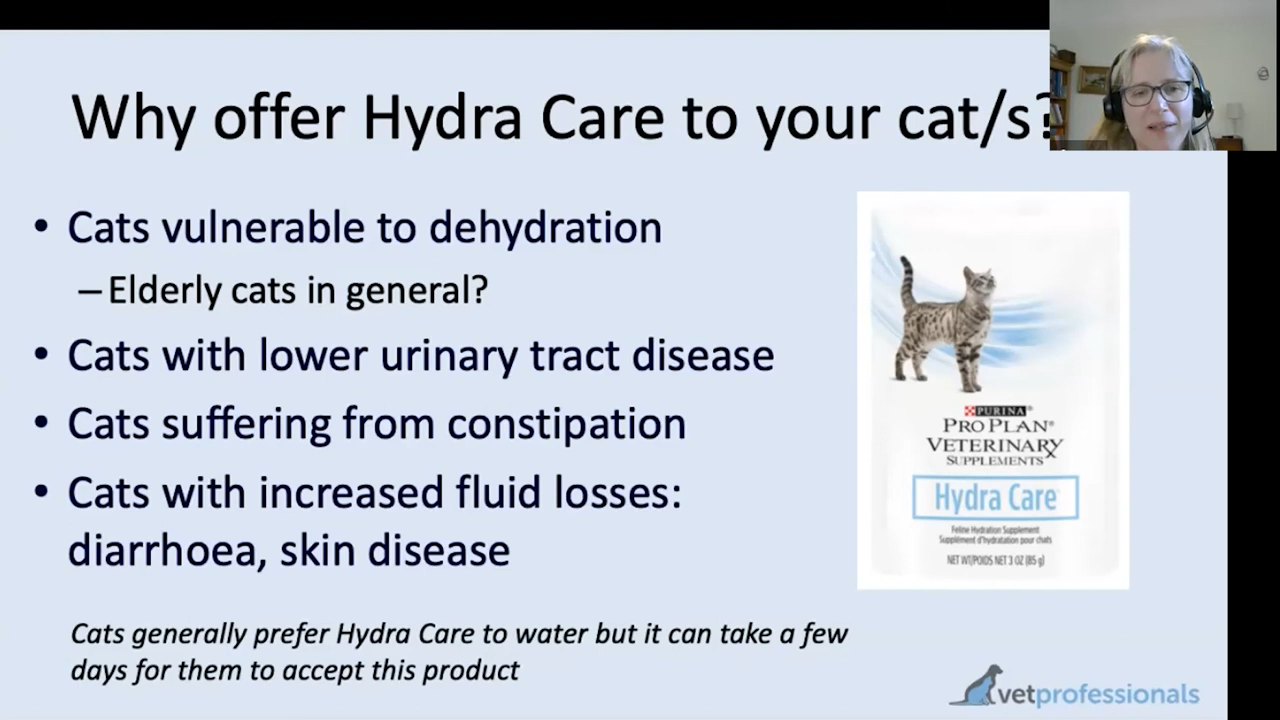 Why offer Hydra Care to your cat/s?
• Cats vulnerable to dehydration
– Elderly cats in general?
• Cats with lower urinary tract disease
• Cats suffering from constipation
• Cats with increased fluid losses:
diarrhoea, skin disease
Cats generally prefer Hydra Care to water but it can take a few
days for them to accept this product
PURINA®
PRO PLAN®
VETERINARY
SUPPLEMENTS™
Hydra Care
Feline Hydration Supplement
Supplément d'hydratation pour chats
NET WT/POIDS NET 3 OZ (85 g)
vetprofessionals